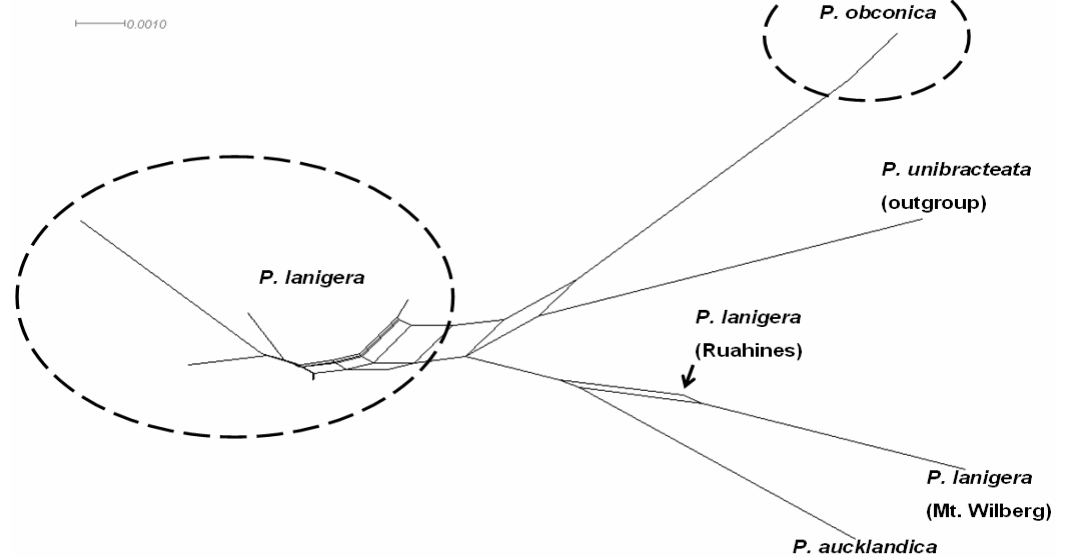 0.0010
P. obconica
P. unibracteata
(outgroup)
P. lanigera
P. lanigera
(Ruahines)
P. lanigera
(Mt. Wilberg)
P. aucklandica